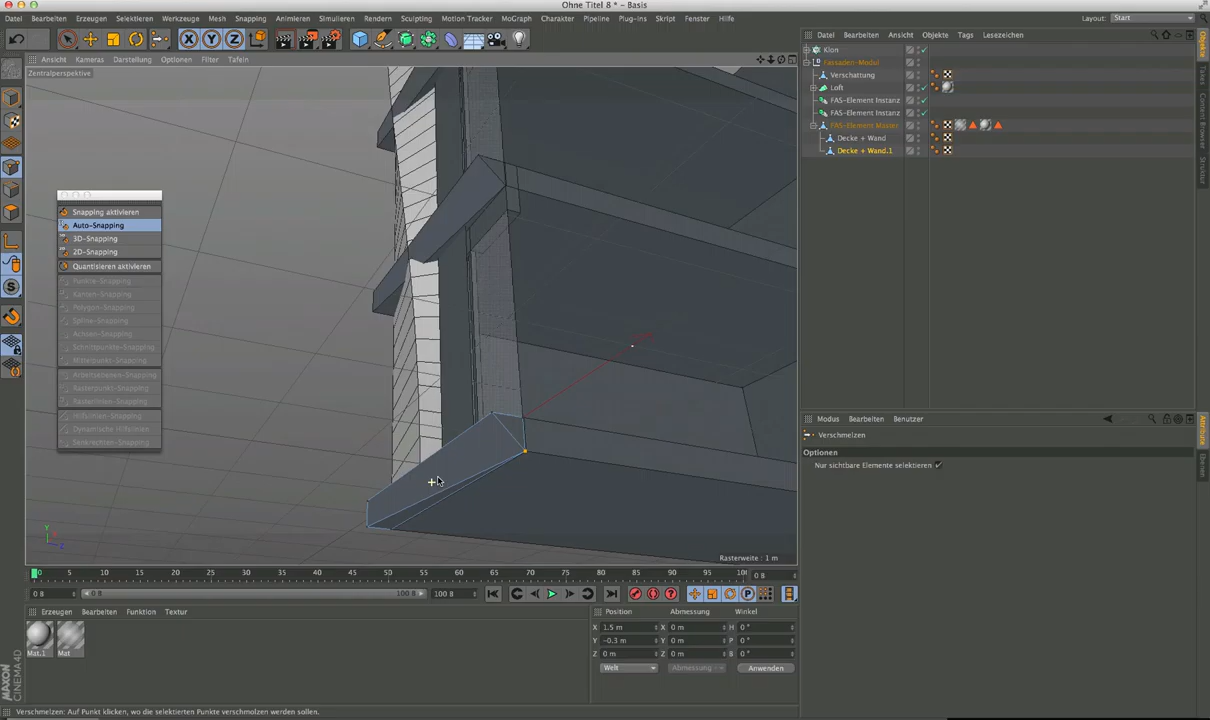 Ohne Titel 8 * - Basis
Datei Bearbeiten Erzeugen Selektieren Werkzeuge Mesh Snapping Animieren Simulieren Rendern Sculpting Motion Tracker MoGraph Charakter Pipeline Plug-ins Skript Fenster Hilfe
Layout: Start
Ansicht Kameras Darstellung Optionen Filter Tafeln
Zentralperspektive
Snapping aktivieren
Auto-Snapping
3D-Snapping
2D-Snapping
Quantisieren aktivieren
Punkte-Snapping
Kanten-Snapping
Polygon-Snapping
Spline-Snapping
Achsen-Snapping
Schnittpunkte-Snapping
Mittelpunkt-Snapping
Arbeitsebenen-Snapping
Rasterpunkt-Snapping
Rasterlinien-Snapping
Hilfslinien-Snapping
Dynamische Hilfslinien
Senkrechten-Snapping
Y
Z
Rasterweite : 1 m
Datei Bearbeiten Ansicht Objekte Tags Lesezeichen
Klon
Fassaden-Modul
Verschattung
Loft
FAS-Element Instanz
FAS-Element Instanz
FAS-Element Master
Decke + Wand
Decke + Wand.1
Objekte
Takes
Content Browser
Struktur
Modus Bearbeiten Benutzer
Verschmelzen
Optionen
Nur sichtbare Elemente selektieren
Attribute
Ebenen
0 5 10 15 20 25 30 35 40 45 50 55 60 65 70 75 80 85 90 95 100
0 B
0 B 0 B 100 B 100 B
Erzeugen Bearbeiten Funktion Textur
Mat.1 Mat
Position Abmessung Winkel
X 1.5 m X 0 m H 0 °
Y -0.3 m Y 0 m P 0 °
Z 0 m Z 0 m B 0 °
Welt Abmessung Anwenden
MAXON CINEMA 4D
Verschmelzen: Auf Punkt klicken, wo die selektierten Punkte verschmolzen werden sollen.